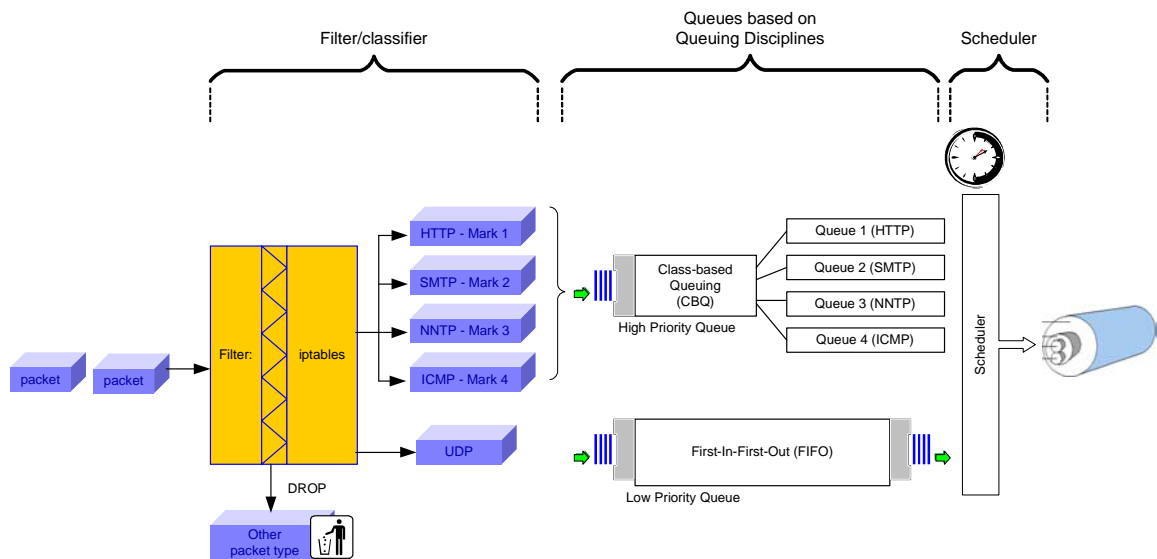 Filter/classifier
Queues based on
Queuing Disciplines
Scheduler
HTTP - Mark 1
SMTP - Mark 2
NNTP - Mark 3
ICMP - Mark 4
UDP
packet
packet
Filter:
iptables
DROP
Other
packet type
Class-based
Queuing
(CBQ)
High Priority Queue
Queue 1 (HTTP)
Queue 2 (SMTP)
Queue 3 (NNTP)
Queue 4 (ICMP)
First-In-First-Out (FIFO)
Low Priority Queue
Scheduler